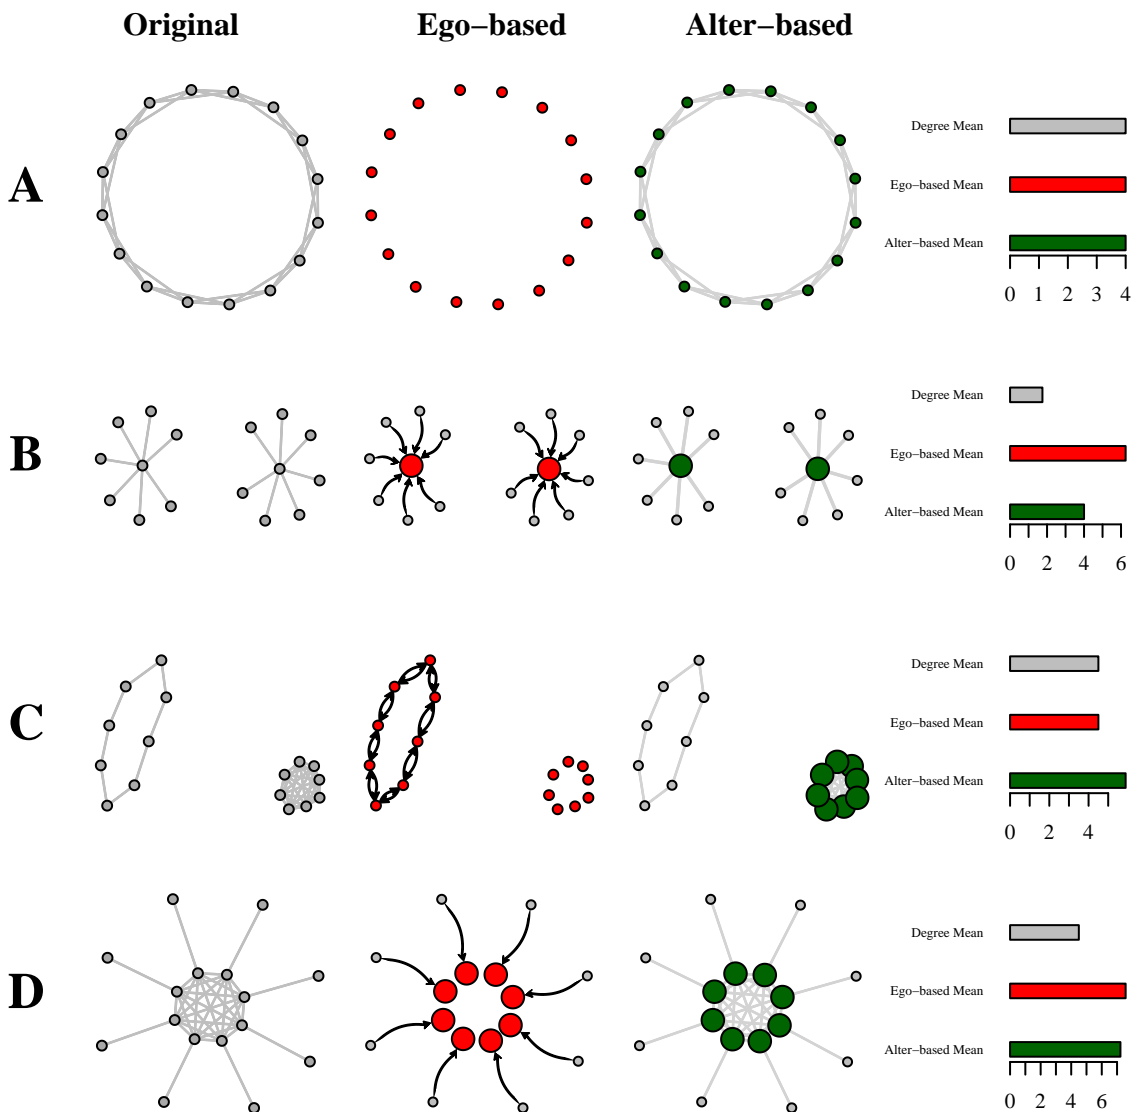 Original Ego−based Alter−based
A
Degree Mean
Ego−based Mean
Alter−based Mean
0 1 2 3 4
B
Degree Mean
Ego−based Mean
Alter−based Mean
0 2 4 6
C
Degree Mean
Ego−based Mean
Alter−based Mean
0 2 4
D
Degree Mean
Ego−based Mean
Alter−based Mean
0 2 4 6